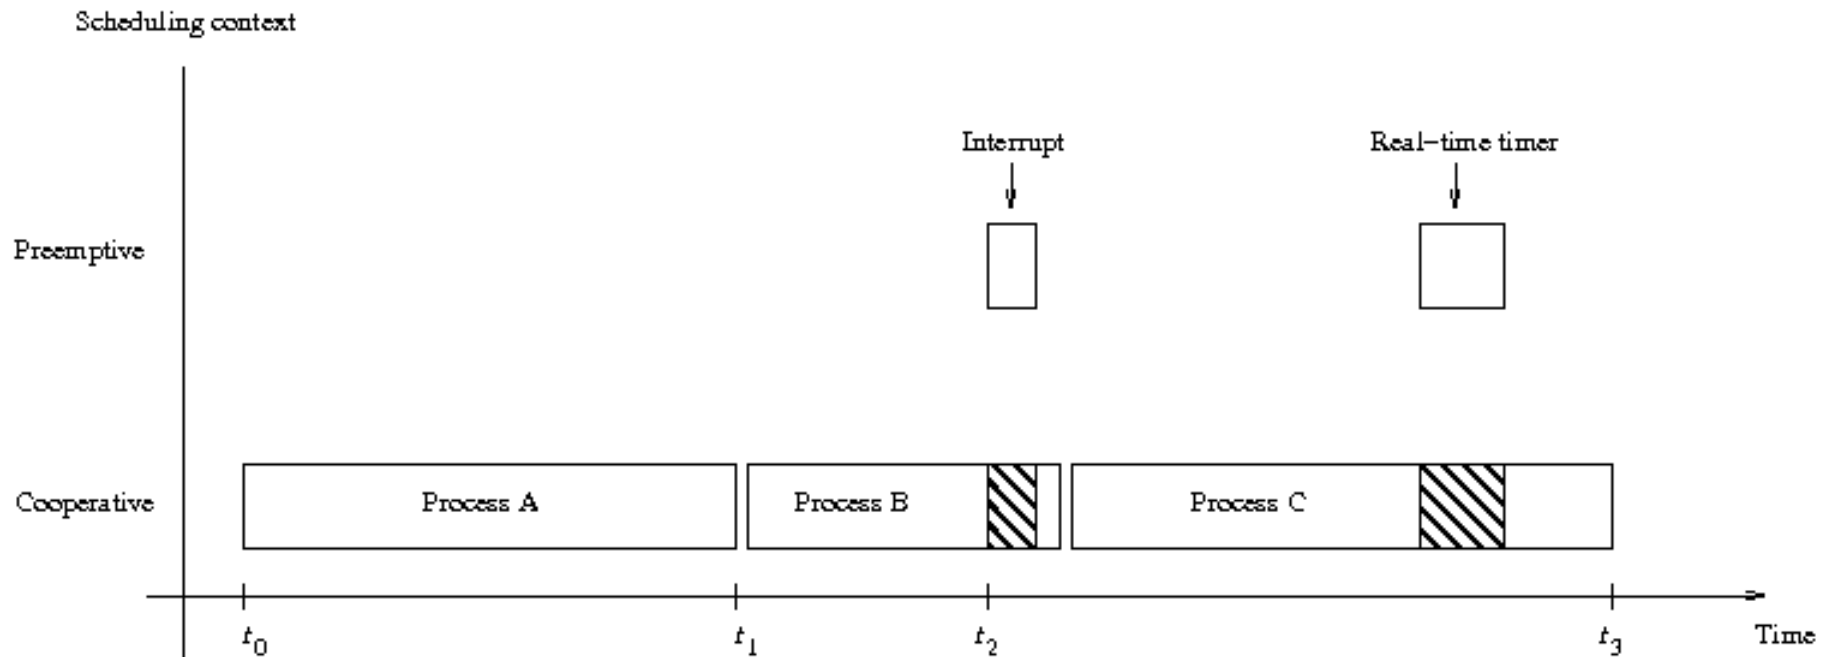 Scheduling context
Interrupt
Real-time timer
Preemptive
Cooperative
Process A
Process B
Process C
t0
t1
t2
t3
Time